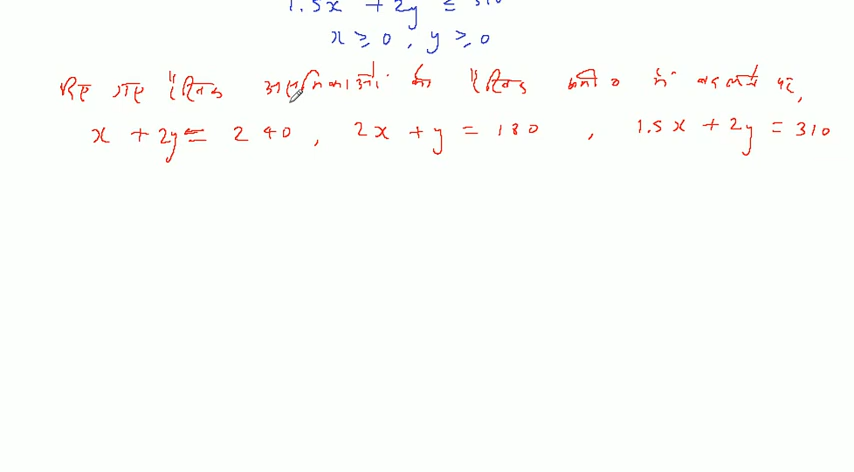 1.5x + 2y ≤ 310
x ≥ 0 , y ≥ 0
दिए गए रैखिक असमिकाओं को रैखिक समी० में बदलने पर,
x + 2y = 240 , 2x + y = 180 , 1.5x + 2y = 310